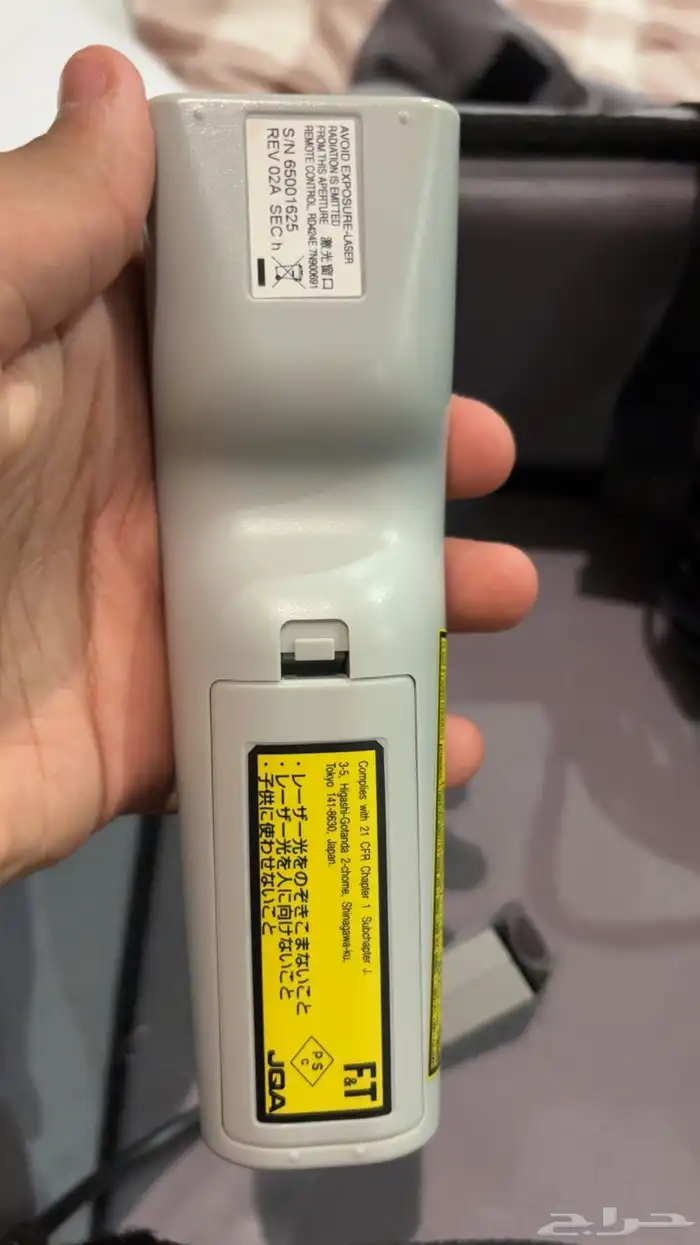 AVOID EXPOSURE-LASER
RADIATION IS EMITTED
FROM THIS APERTURE 激光窗口
REMOTE CONTROL, RD424E 7N900691
S/N 65001625
REV 02A SEC h
Complies with 21 CFR Chapter 1 Subchapter J.
3-5, Higashi-Gotanda 2-chome, Shinagawa-ku,
Tokyo 141-8630, Japan.
・レーザー光をのぞきこまないこと
・レーザー光を人に向けないこと
・子供に使わせないこと
F&T
PS
C
JQA
حراج